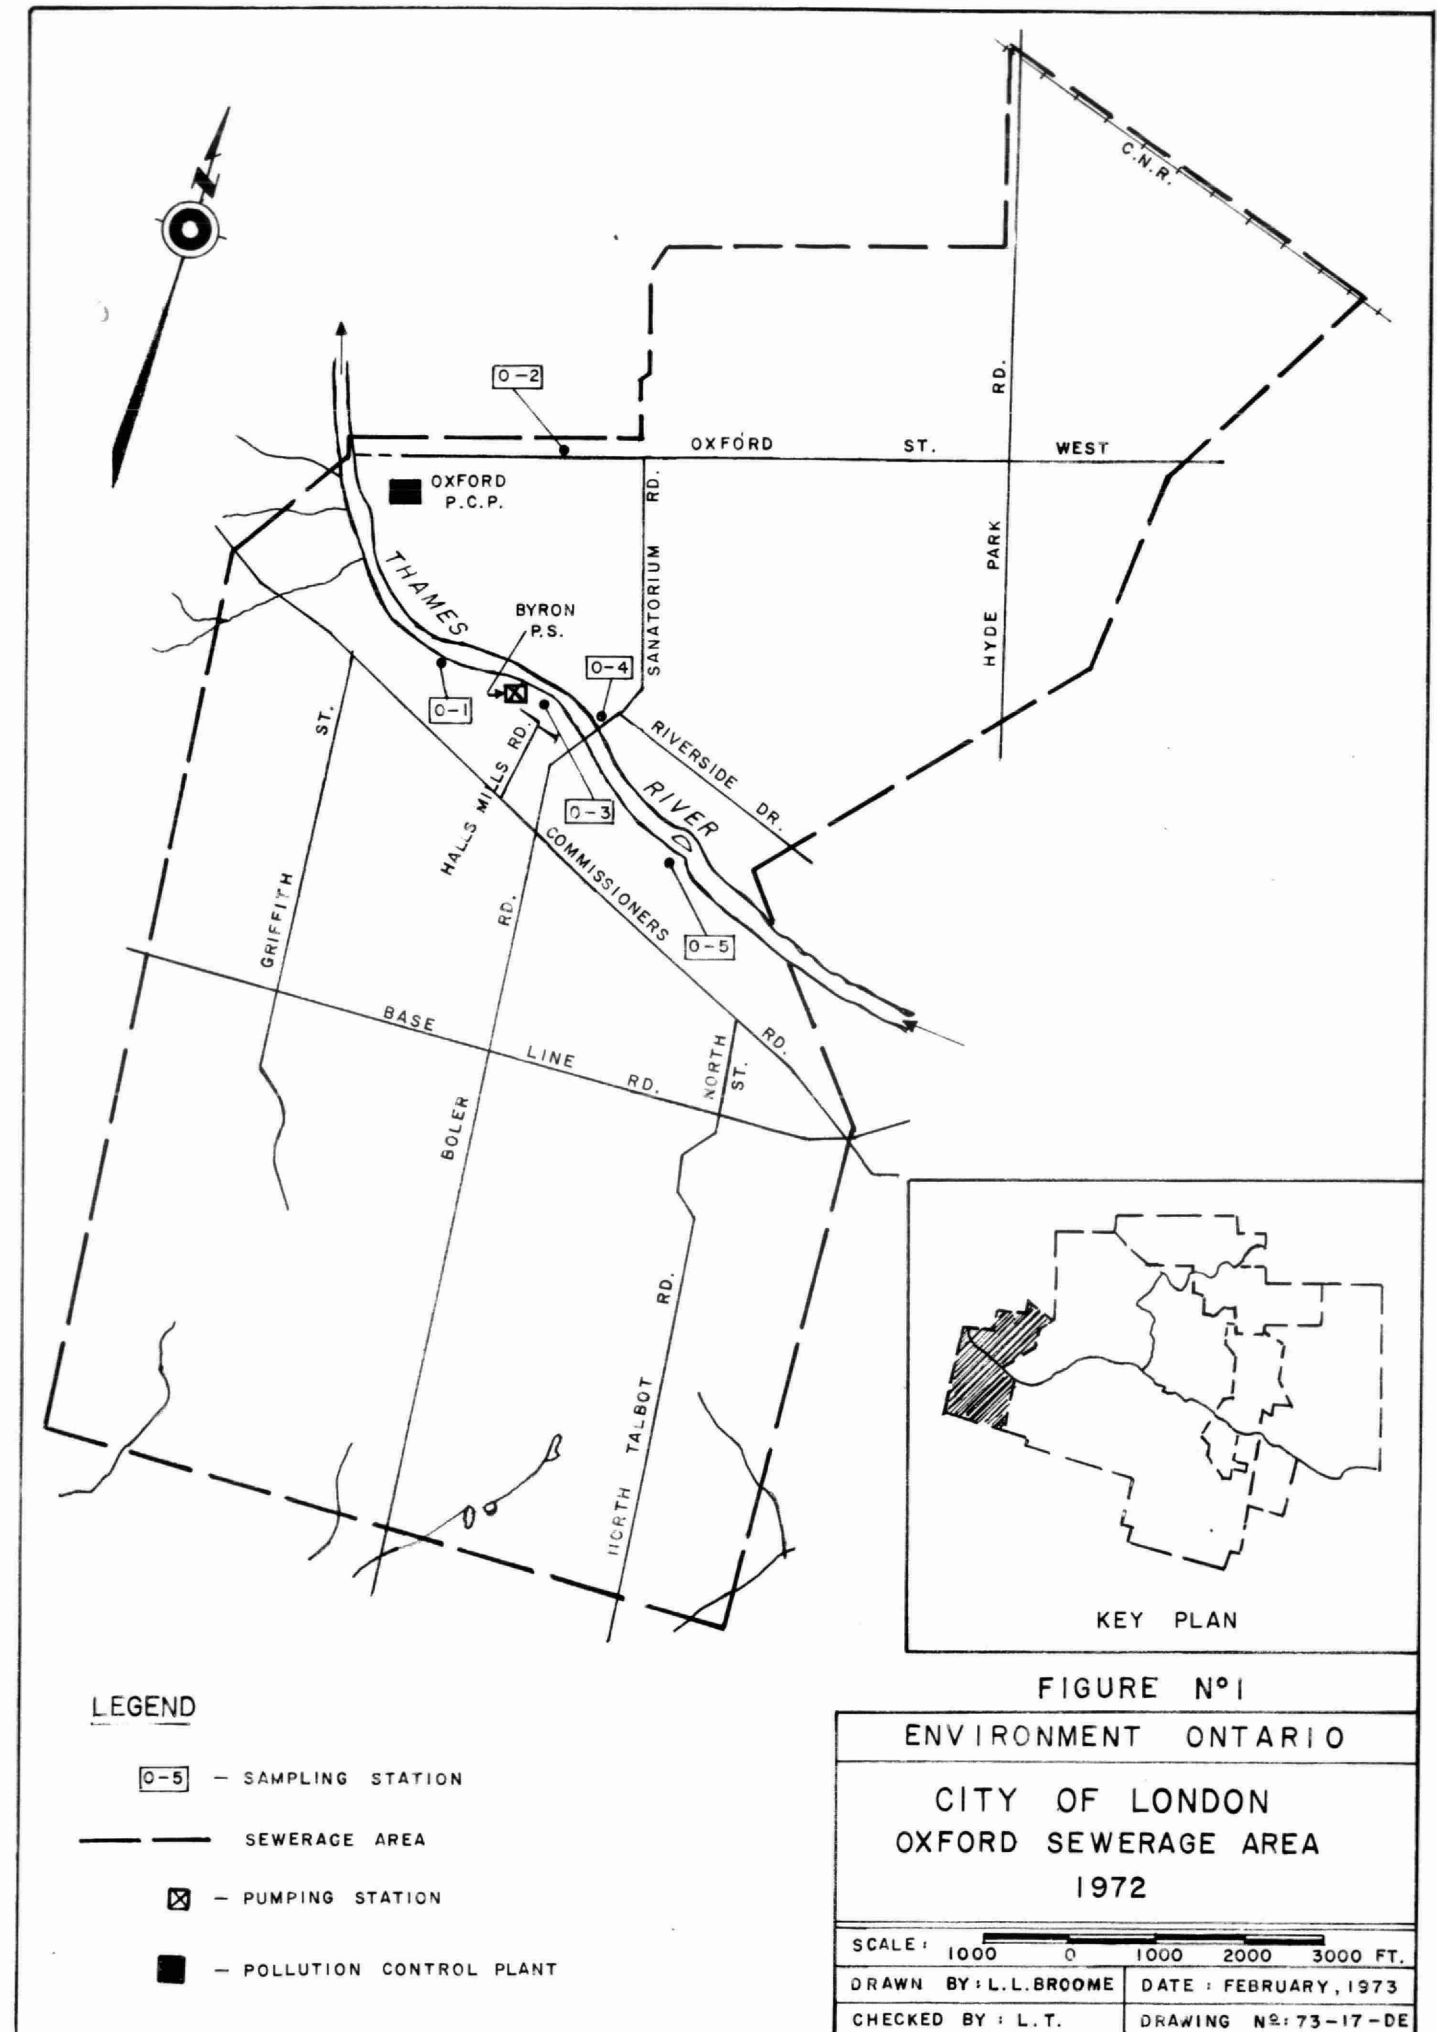 N
C.N.R.
O-2
OXFORD ST. WEST
OXFORD
P.C.P.
HYDE PARK RD.
SANATORIUM RD.
THAMES RIVER
BYRON
P.S.
O-4
O-1
RIVERSIDE DR.
HALLS MILLS RD.
O-3
GRIFFITH ST.
COMMISSIONERS RD.
BOLER RD.
O-5
BASE LINE RD.
NORTH ST.
NORTH TALBOT RD.
KEY PLAN
LEGEND
O-5 – SAMPLING STATION
SEWERAGE AREA
– PUMPING STATION
– POLLUTION CONTROL PLANT
FIGURE Nº 1
ENVIRONMENT ONTARIO
CITY OF LONDON
OXFORD SEWERAGE AREA
1972
SCALE: 1000 0 1000 2000 3000 FT.
DRAWN BY: L.L. BROOME DATE: FEBRUARY, 1973
CHECKED BY: L.T. DRAWING Nº: 73-17-DE